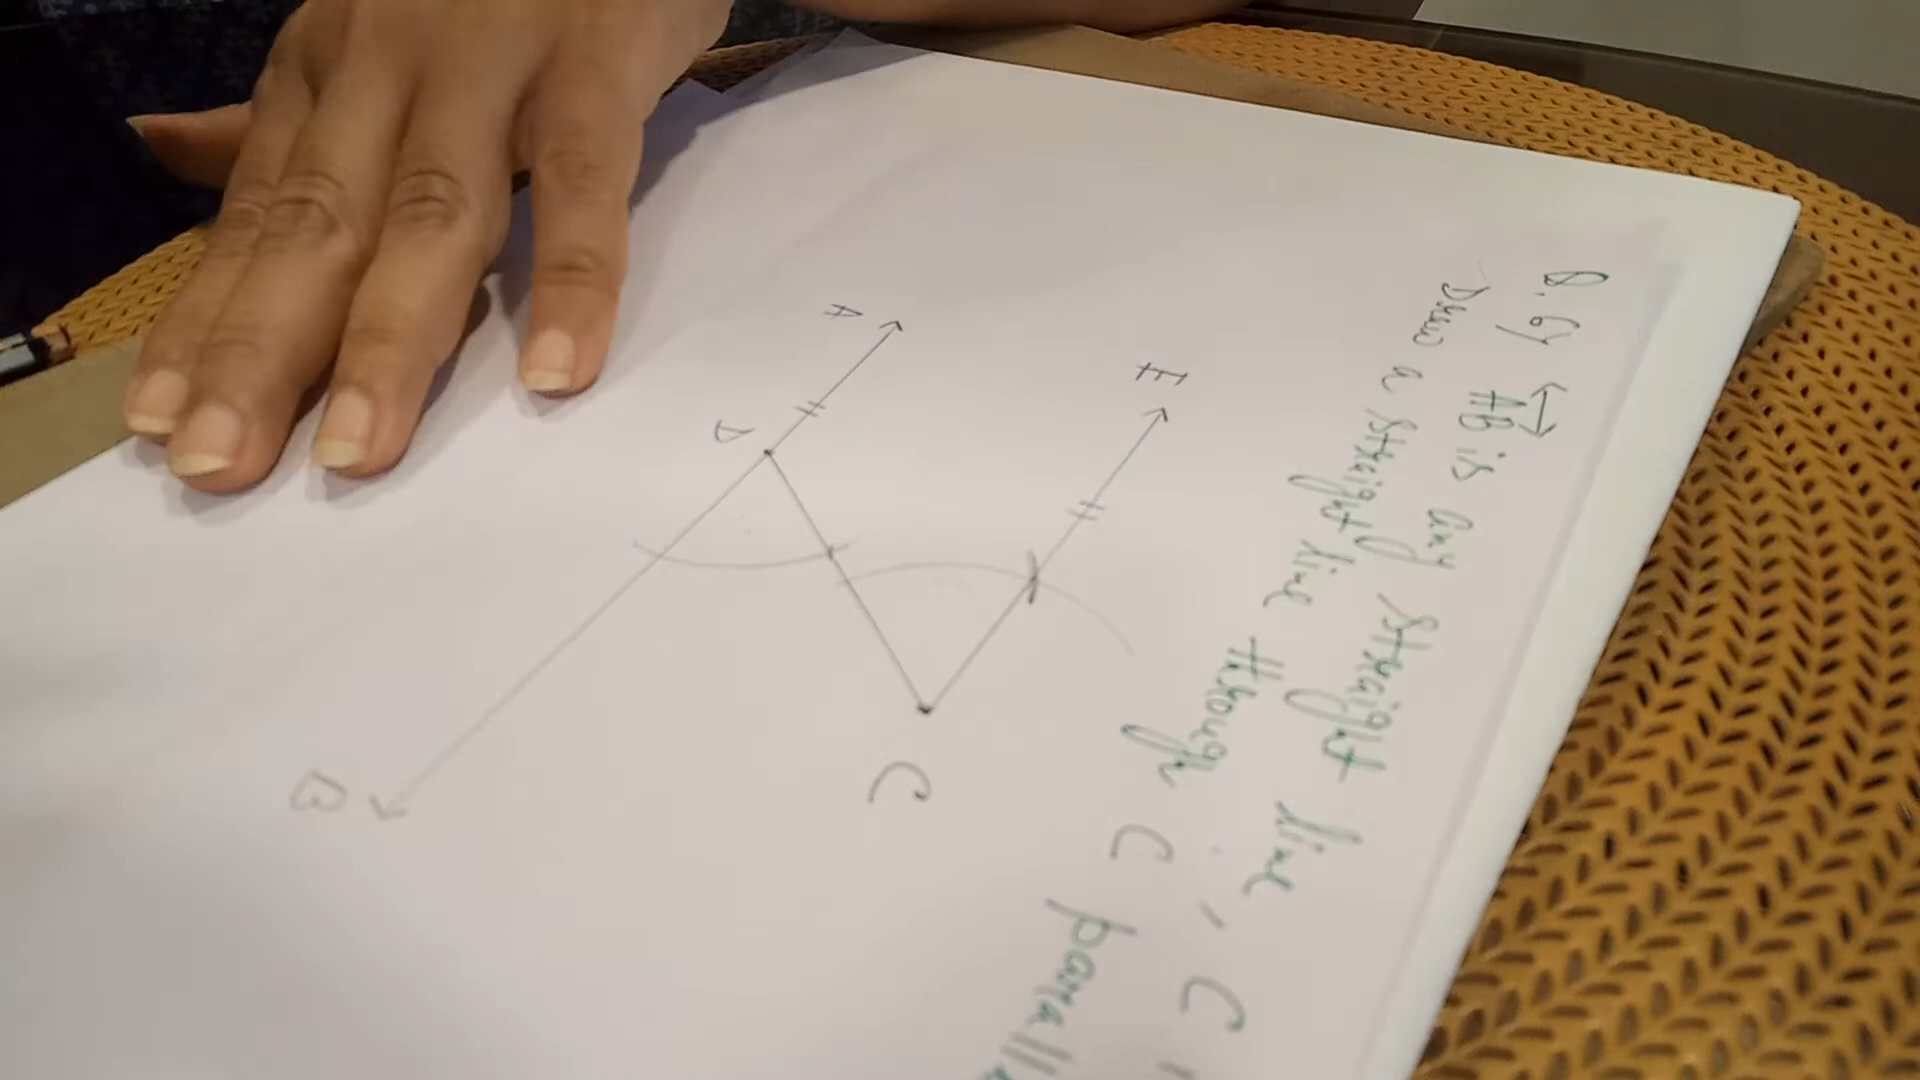 Q.6) AB is any straight line, C
Draw a straight line through C parall
A
D
E
B
C